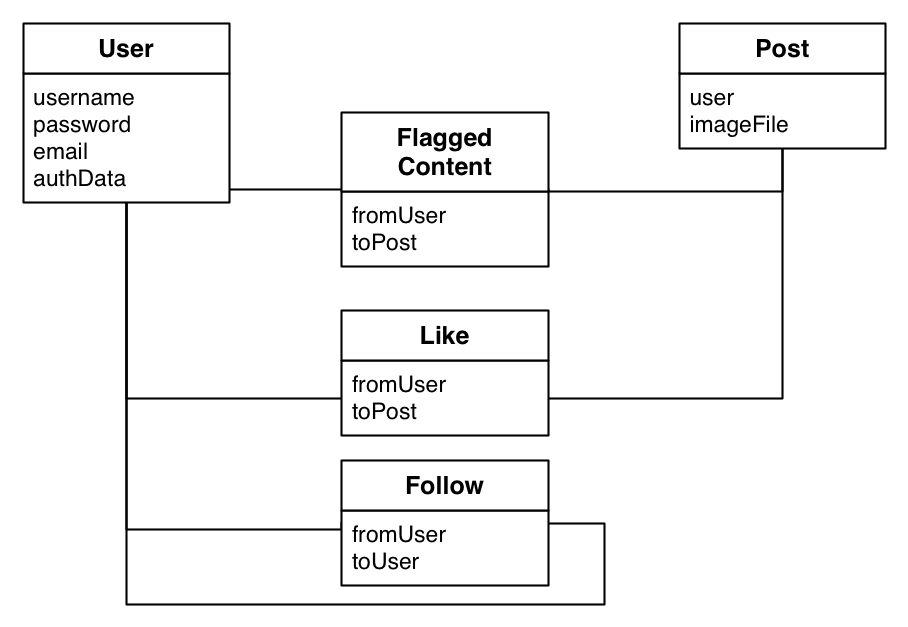 User
username
password
email
authData
Post
user
imageFile
Flagged
Content
fromUser
toPost
Like
fromUser
toPost
Follow
fromUser
toUser